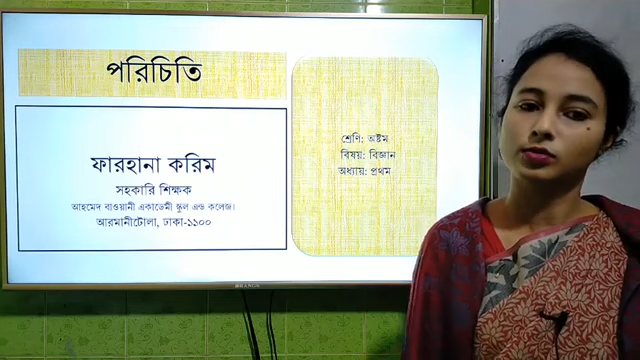 পরিচিতি
ফারহানা করিম
সহকারি শিক্ষক
আহমেদ বাওয়ানী একাডেমী স্কুল এন্ড কলেজ।
আরমানীটোলা, ঢাকা-১১০০
শ্রেণি: অষ্টম
বিষয়: বিজ্ঞান
অধ্যায়: প্রথম